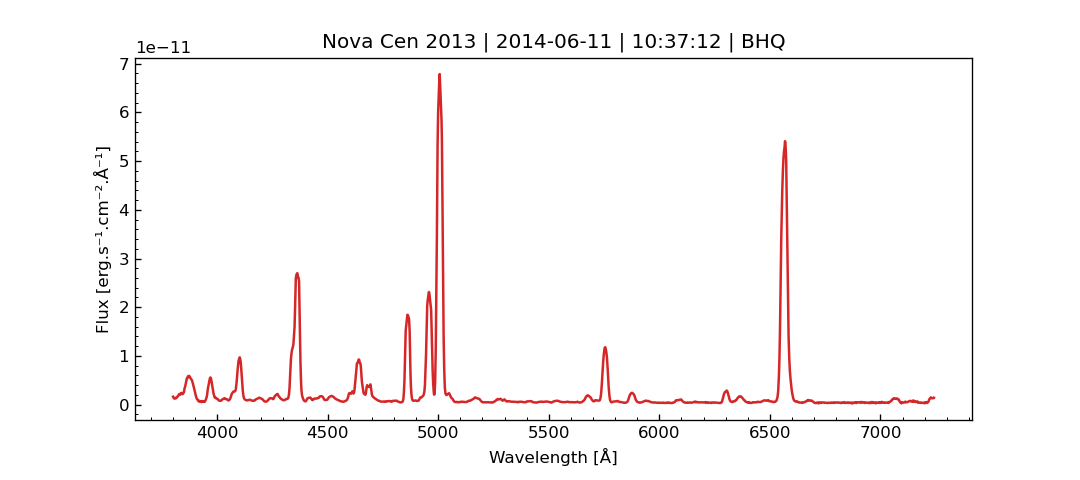 Nova Cen 2013 | 2014-06-11 | 10:37:12 | BHQ
1e−11
7
6
5
4
3
2
1
0
Flux [erg.s⁻¹.cm⁻².Å⁻¹]
4000 4500 5000 5500 6000 6500 7000
Wavelength [Å]